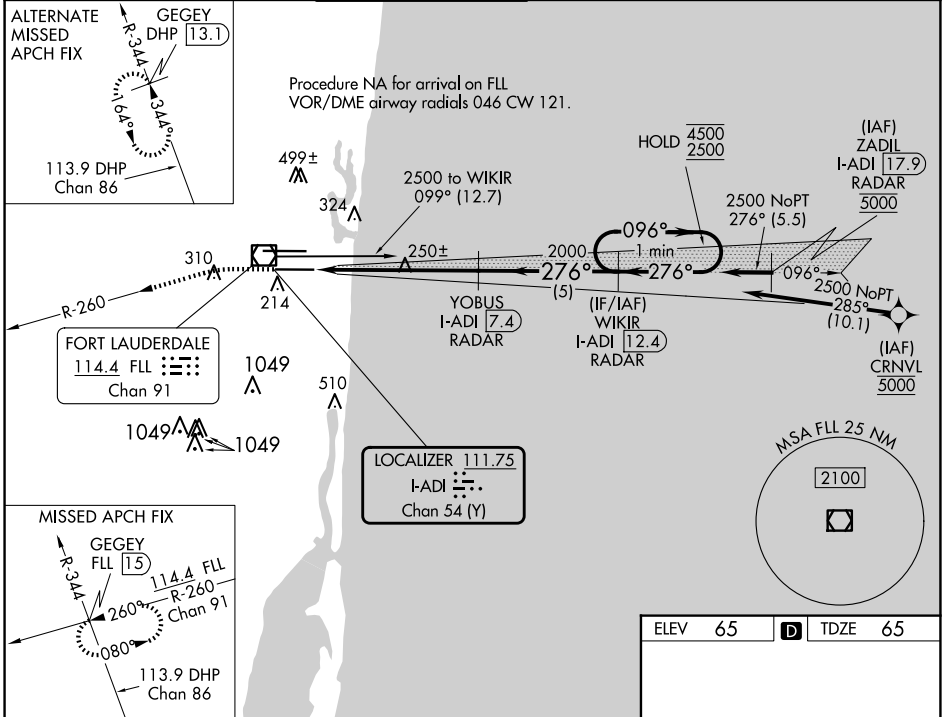 ALTERNATE
MISSED
APCH FIX
GEGEY
DHP 13.1
R-344
344°
164°
113.9 DHP
Chan 86
Procedure NA for arrival on FLL
VOR/DME airway radials 046 CW 121.
499±
324
2500 to WIKIR
099° (12.7)
HOLD 4500
2500
(IAF)
ZADIL
I-ADI 17.9
RADAR
5000
2500 NoPT
276° (5.5)
096°
1 min
310
250±
2000
276°
276°
096°
(5)
2500 NoPT
285°
(10.1)
R-260
214
YOBUS
I-ADI 7.4
RADAR
(IF/IAF)
WIKIR
I-ADI 12.4
RADAR
(IAF)
CRNVL
5000
FORT LAUDERDALE
114.4 FLL
Chan 91
1049
510
1049
1049
LOCALIZER 111.75
I-ADI
Chan 54 (Y)
MSA FLL 25 NM
2100
MISSED APCH FIX
GEGEY
FLL 15
R-344
114.4 FLL
R-260
Chan 91
260°
080°
113.9 DHP
Chan 86
ELEV 65 D TDZE 65